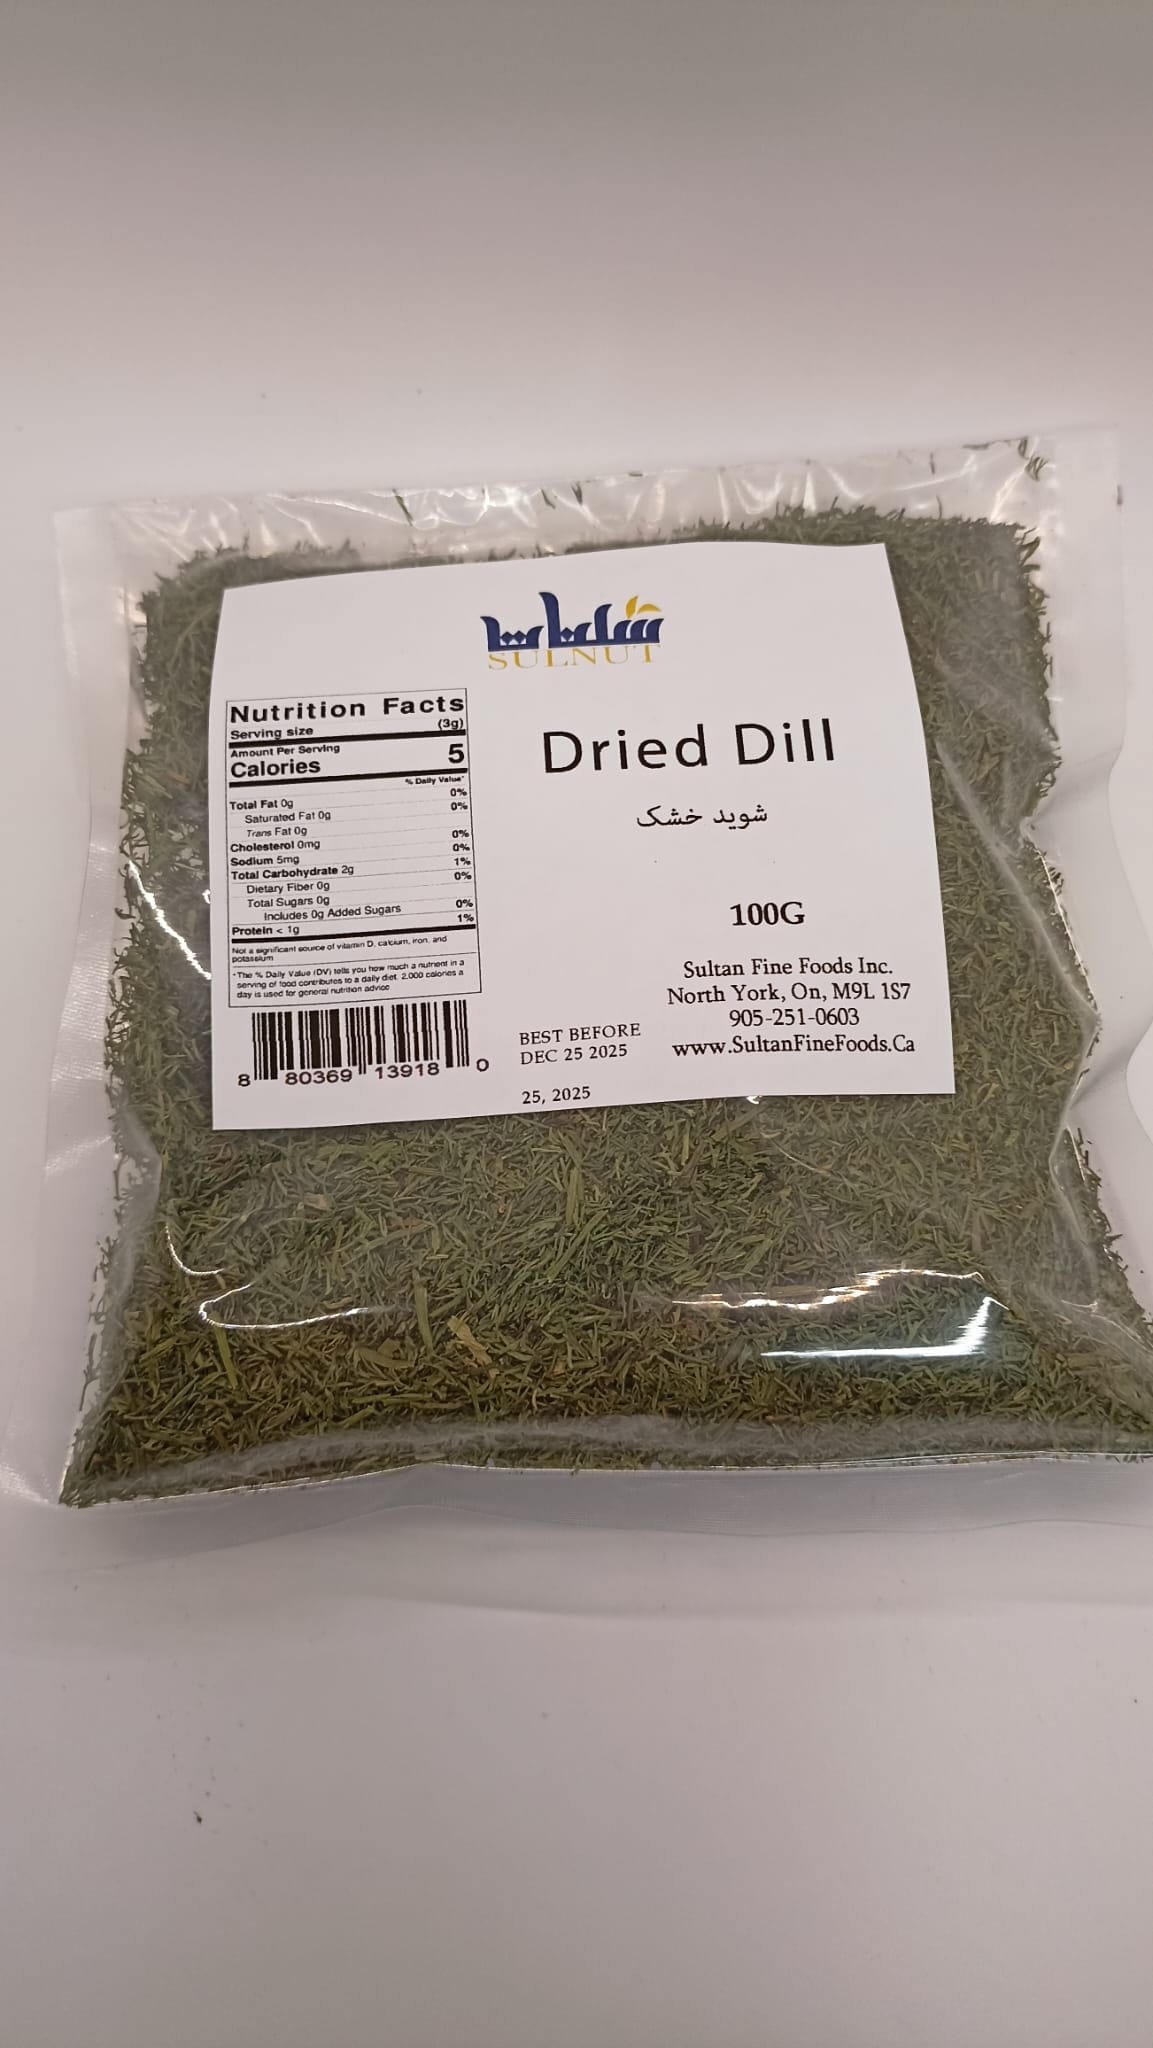 SULNUT
Dried Dill
شوید خشک
100G
Sultan Fine Foods Inc.
North York, On, M9L 1S7
905-251-0603
www.SultanFineFoods.Ca
BEST BEFORE
DEC 25 2025
25, 2025
Nutrition Facts
Serving size (3g)
Amount Per Serving
Calories 5
% Daily Value*
Total Fat 0g 0%
Saturated Fat 0g 0%
Trans Fat 0g
Cholesterol 0mg 0%
Sodium 5mg 0%
Total Carbohydrate 2g 1%
Dietary Fiber 0g 0%
Total Sugars 0g
Includes 0g Added Sugars 0%
Protein < 1g 1%
Not a significant source of vitamin D, calcium, iron, and
potassium
*The % Daily Value (DV) tells you how much a nutrient in a
serving of food contributes to a daily diet. 2,000 calories a
day is used for general nutrition advice
8 80369 13918 0